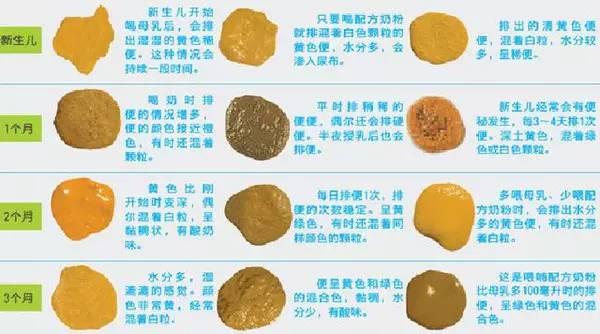 新生儿
新生儿开始
喝母乳后，会排
出湿湿的黄色稀
便。这种情况会
持续一段时间。
只要喝配方奶粉
就排混着白色颗粒的
黄色便，水分多，会
渗入尿布。
排出的清黄色便
便，混着白粒，水分较
多，呈稀便。
1个月
喝奶时排
便的情况增多，
便的颜色接近橙
色，有时还混着
颗粒。
平时排稍稀的
便便，偶尔还会排硬
便。半夜授乳后也会
排便。
新生儿经常会有便
秘发生，每3～4天排1次
便。深土黄色，混着绿
色或白色颗粒。
2个月
黄色比刚
开始时变深，偶
尔混着白粒，呈
黏稠状，有酸奶
味。
每日排便1次，排
便的次数稳定。呈黄
绿色，有时还混着同
样颜色的颗粒。
多喂母乳、少喂配
方奶粉时，会排出水分
多的黄色便，有时还混
着白粒。
3个月
水分多，湿
漉漉的感觉。颜
色非常黄，经常
混着白粒。
便呈黄色和绿色
的混合色，黏稠，水
分少，有酸味。
这是喂哺配方奶粉
比母乳多100毫升时的排
便，呈绿色和黄色的混
合色。